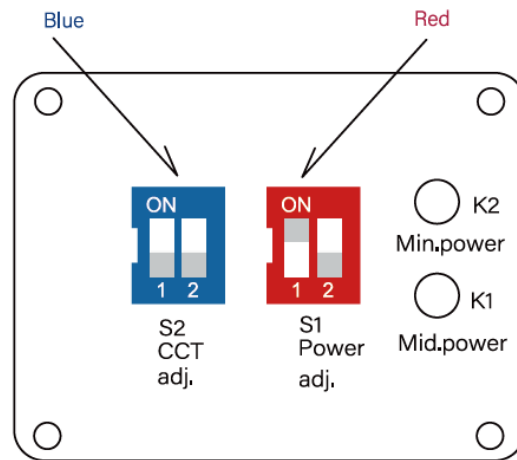 Blue
Red
ON
1 2
ON
1 2
K2
Min.power
K1
Mid.power
S2
CCT
adj.
S1
Power
adj.